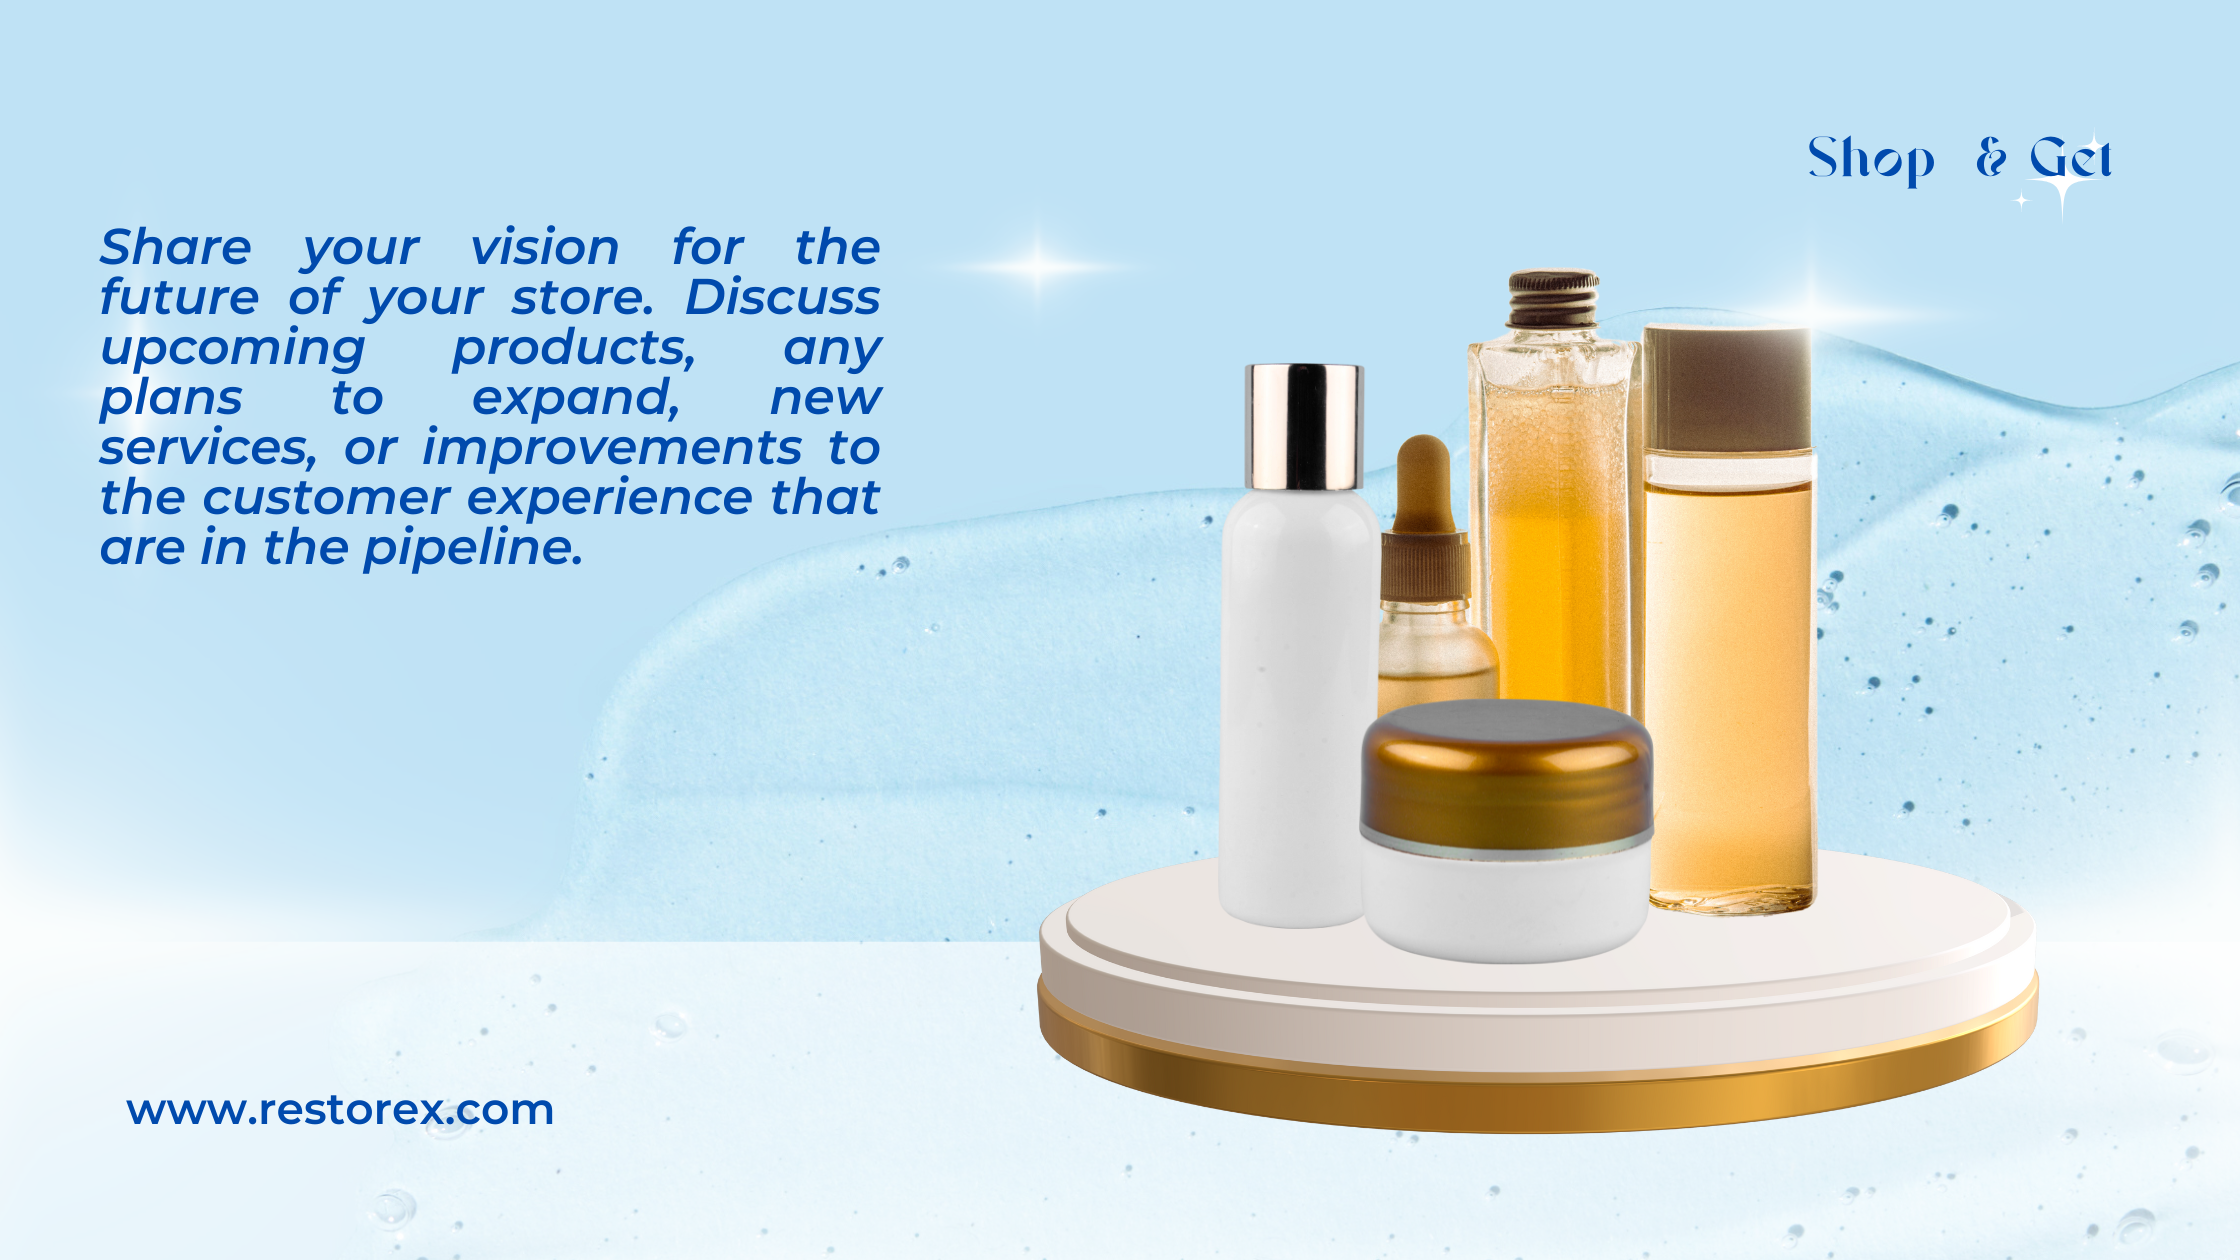 Shop & Get
Share your vision for the
future of your store. Discuss
upcoming products, any
plans to expand, new
services, or improvements to
the customer experience that
are in the pipeline.
www.restorex.com